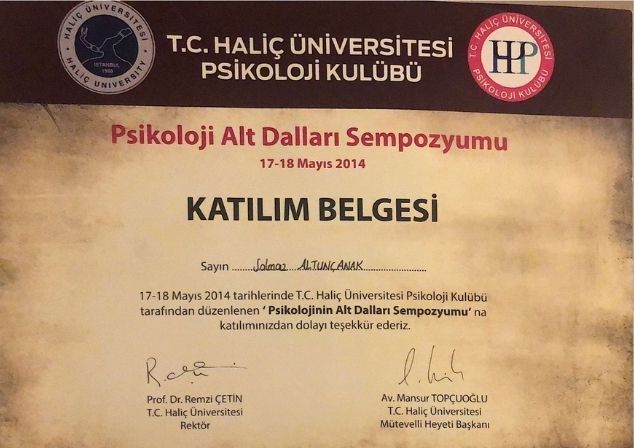 HALİÇ ÜNİVERSİTESİ
İSTANBUL
1998
HALİÇ UNIVERSITY
T.C. HALİÇ ÜNİVERSİTESİ
PSİKOLOJİ KULÜBÜ
T.C. HALİÇ ÜNİVERSİTESİ
HP
PSİKOLOJİ KULÜBÜ
Psikoloji Alt Dalları Sempozyumu
17-18 Mayıs 2014
KATILIM BELGESİ
Sayın ........Solmaz ALTUNÇANAK................
17-18 Mayıs 2014 tarihlerinde T.C. Haliç Üniversitesi Psikoloji Kulübü
tarafından düzenlenen ' Psikolojinin Alt Dalları Sempozyumu' na
katılımınızdan dolayı teşekkür ederiz.
Prof. Dr. Remzi ÇETİN
T.C. Haliç Üniversitesi
Rektör
Av. Mansur TOPÇUOĞLU
T.C. Haliç Üniversitesi
Mütevelli Heyeti Başkanı